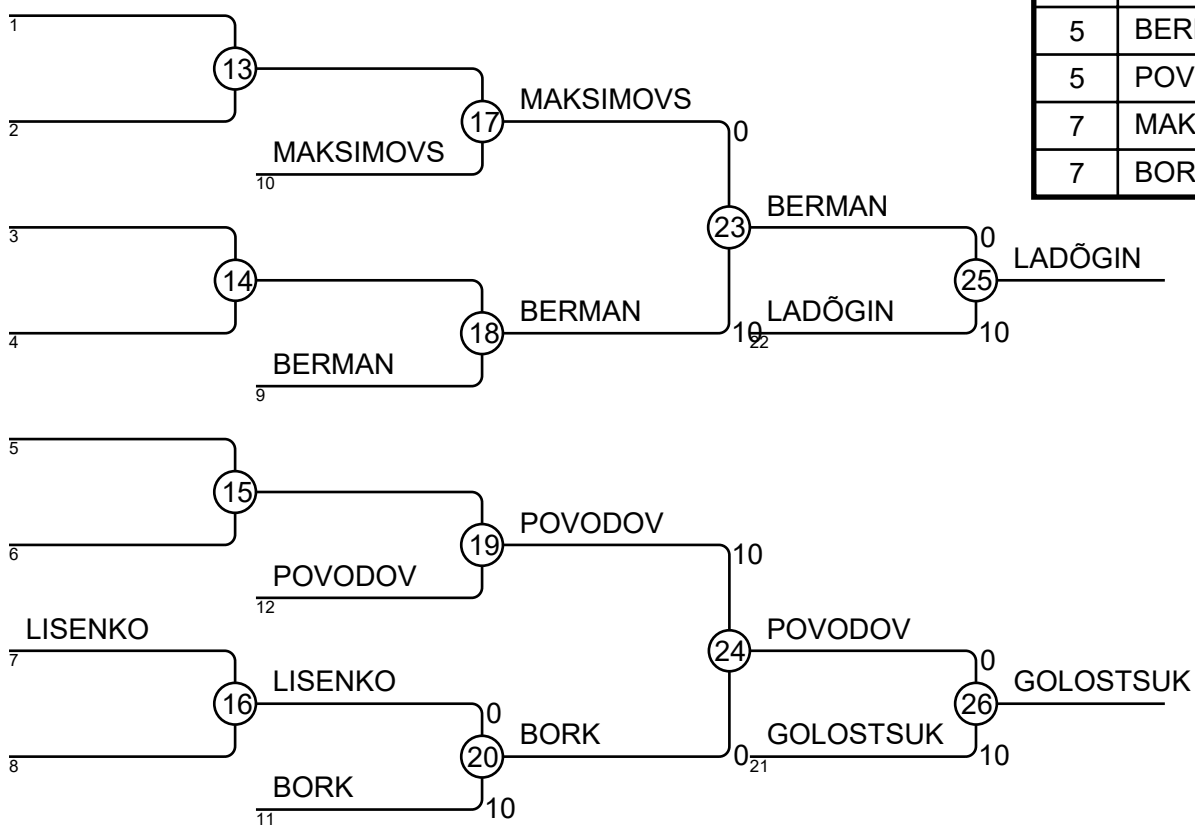 1
13
2
17
MAKSIMOVS
10
MAKSIMOVS
0
3
14
4
18
BERMAN
9
BERMAN
10
23
BERMAN
0
22
LADÕGIN
10
25
LADÕGIN
5
15
6
19
POVODOV
12
POVODOV
10
LISENKO
7
16
8
LISENKO
0
20
BORK
11
10
BORK
0
24
POVODOV
0
21
GOLOSTSUK
10
26
GOLOSTSUK
5 BER
5 POV
7 MAK
7 BOR